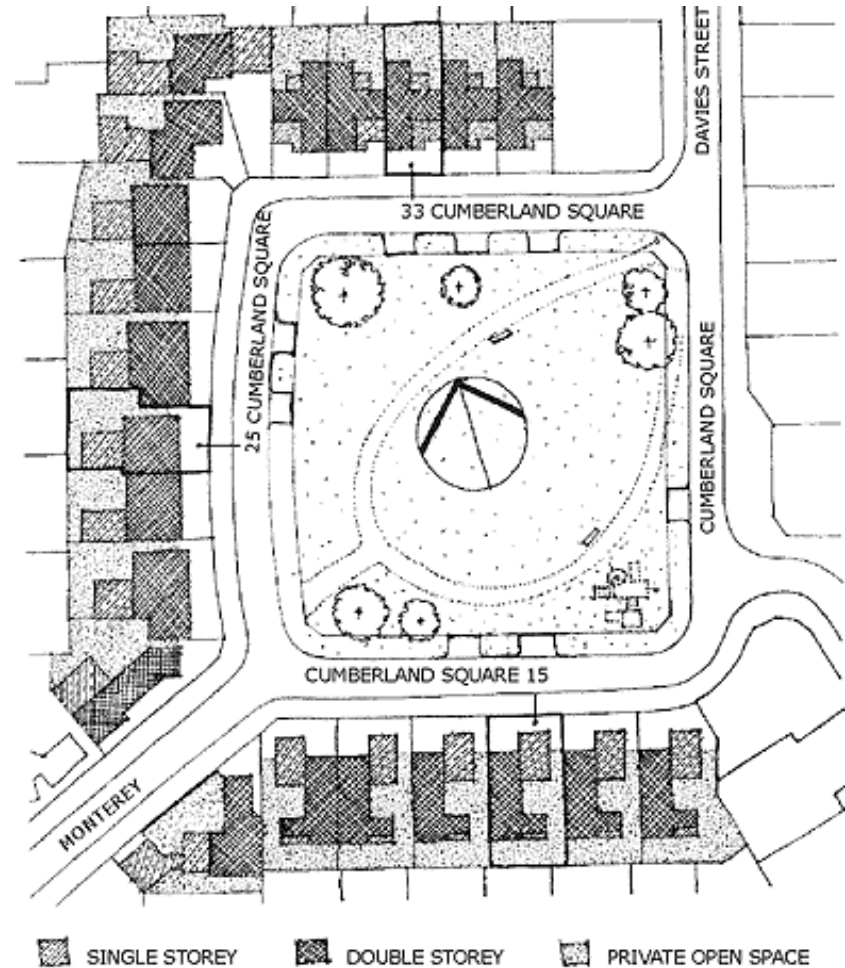 DAVIES STREET
33 CUMBERLAND SQUARE
25 CUMBERLAND SQUARE
CUMBERLAND SQUARE
CUMBERLAND SQUARE 15
MONTEREY
SINGLE STOREY
DOUBLE STOREY
PRIVATE OPEN SPACE